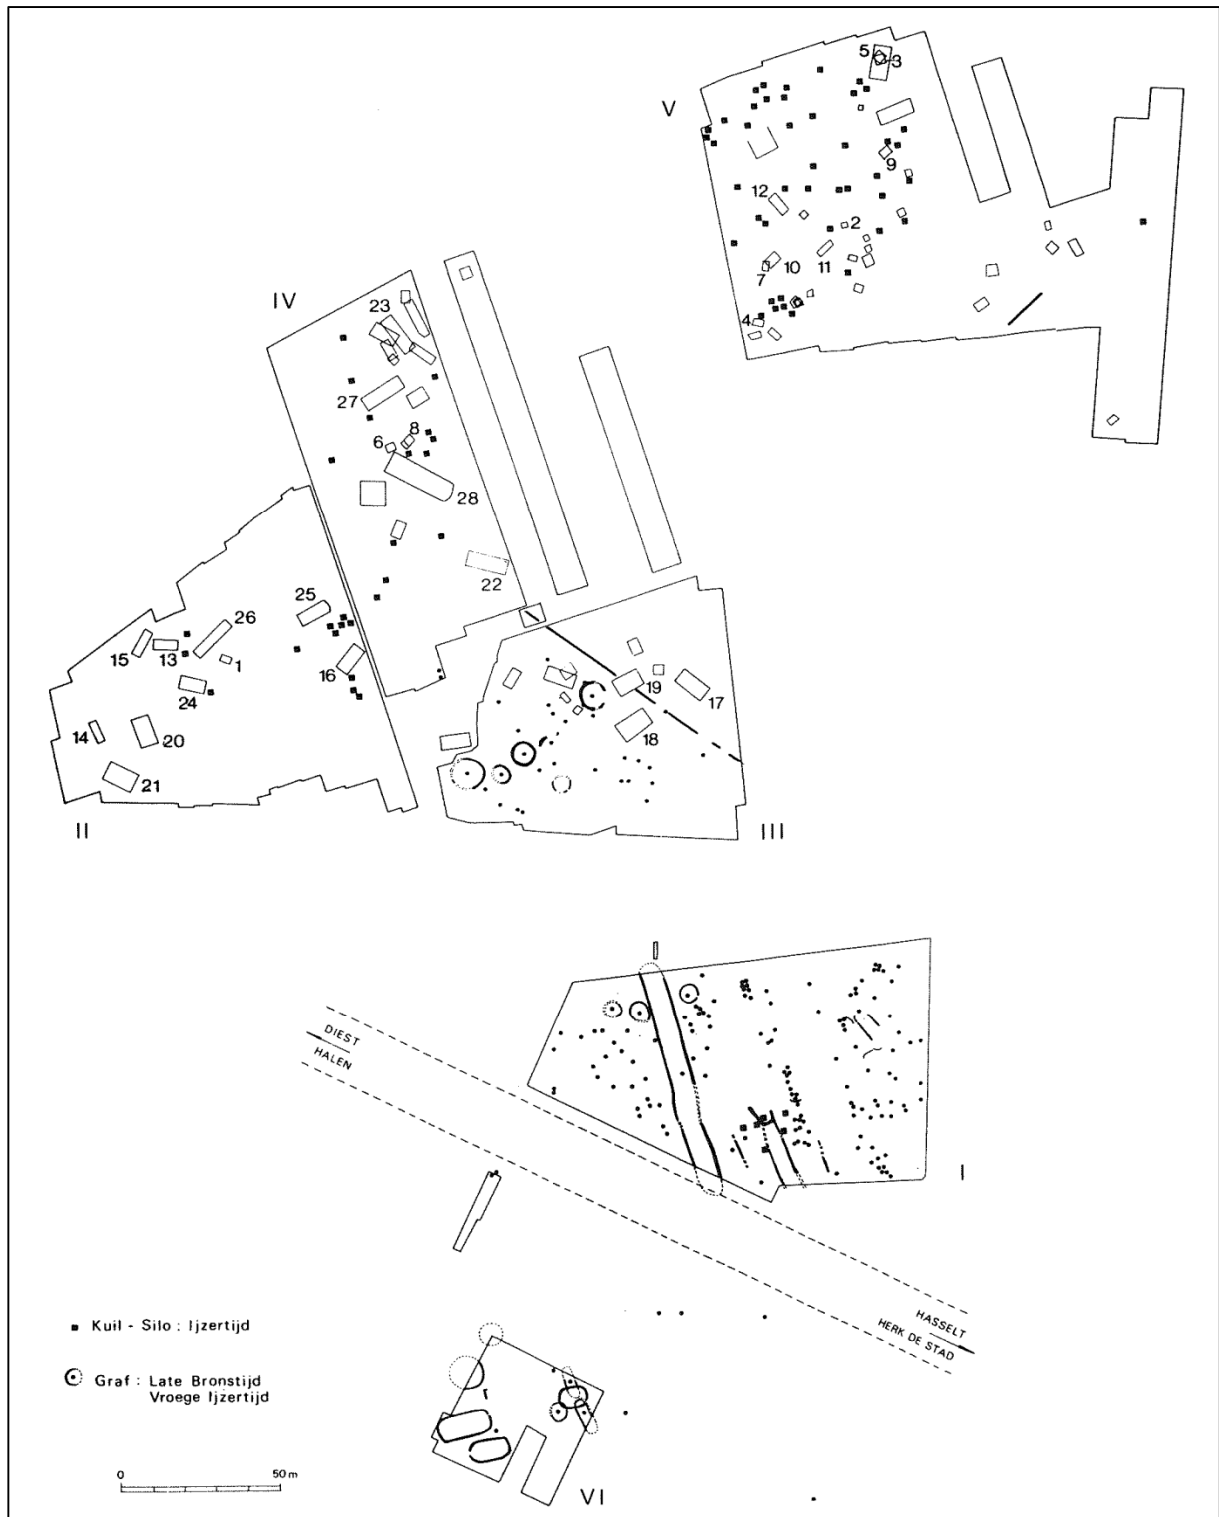 5
3
V
9
12
2
7
10
11
4
IV
23
27
6
8
28
22
25
26
15
13
1
16
24
14
20
21
II
19
17
18
III
DIEST
HALEN
I
HASSELT
HERK DE STAD
Kuil - Silo : Ijzertijd
Graf : Late Bronstijd
Vroege Ijzertijd
0 50 m
VI